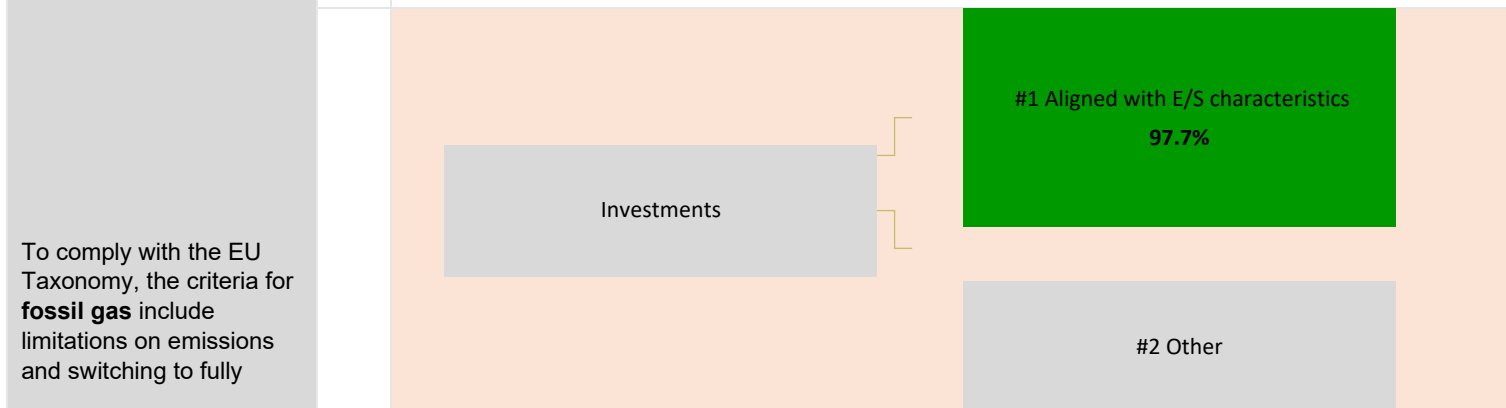 To comply with the EU
Taxonomy, the criteria for
fossil gas include
limitations on emissions
and switching to fully
Investments
#1 Aligned with E/S characteristics
97.7%
#2 Other